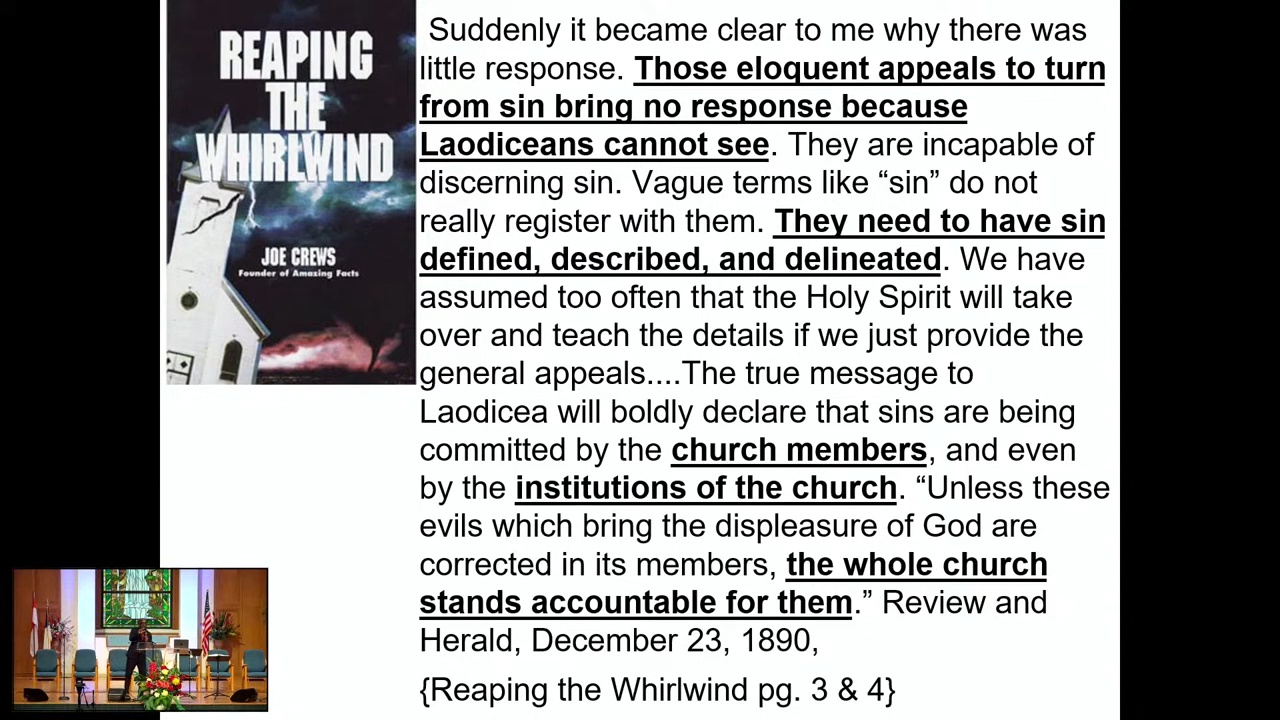 REAPING
THE
WHIRLWIND
JOE CREWS
Founder of Amazing Facts
Suddenly it became clear to me why there was
little response. Those eloquent appeals to turn
from sin bring no response because
Laodiceans cannot see. They are incapable of
discerning sin. Vague terms like “sin” do not
really register with them. They need to have sin
defined, described, and delineated. We have
assumed too often that the Holy Spirit will take
over and teach the details if we just provide the
general appeals....The true message to
Laodicea will boldly declare that sins are being
committed by the church members, and even
by the institutions of the church. “Unless these
evils which bring the displeasure of God are
corrected in its members, the whole church
stands accountable for them.” Review and
Herald, December 23, 1890,
{Reaping the Whirlwind pg. 3 & 4}